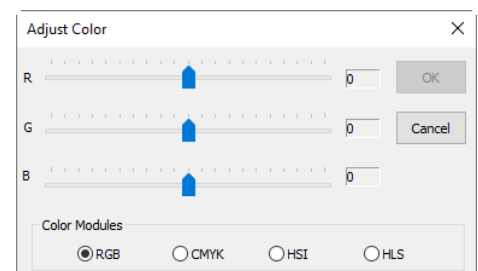 Adjust Color
R 0 OK
G 0 Cancel
B 0
Color Modules
RGB CMYK HSI HLS